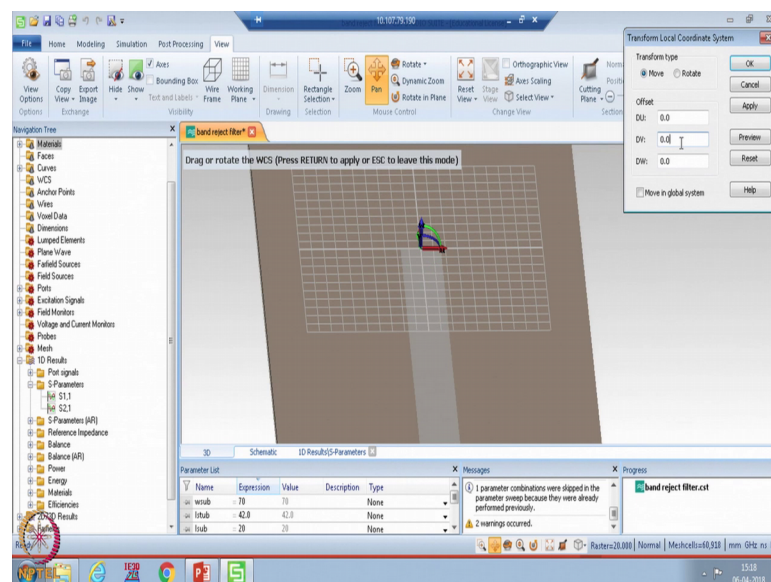 10.107.79.190
File Home Modeling Simulation Post Processing View
View Options
Copy View
Export Image
Hide
Show
Axes
Bounding Box
Text and Labels
Wire Frame
Working Plane
Dimension
Rectangle Selection
Zoom
Pan
Rotate
Dynamic Zoom
Rotate in Plane
Reset View
Stage View
Orthographic View
Axes Scaling
Select View
Cutting Plane
Options Exchange Visibility Drawing Selection Mouse Control Change View Section
Transform Local Coordinate System
Transform type
Move Rotate
Offset
DU: 0.0
DV: 0.0
DW: 0.0
Move in global system
OK
Cancel
Apply
Preview
Reset
Help
Navigation Tree
Materials
Faces
Curves
WCS
Anchor Points
Wires
Voxel Data
Dimensions
Lumped Elements
Plane Wave
Farfield Sources
Field Sources
Ports
Excitation Signals
Field Monitors
Voltage and Current Monitors
Probes
Mesh
1D Results
Port signals
S-Parameters
S1,1
S2,1
S-Parameters (AR)
Reference Impedance
Balance
Balance (AR)
Power
Energy
Materials
Efficiencies
2D/3D Results
band reject filter*
Drag or rotate the WCS (Press RETURN to apply or ESC to leave this mode)
3D Schematic 1D Results\S-Parameters
Parameter List
Name Expression Value Description Type
wsub = 70 70 None
lstub = 42.0 42.0 None
lsub = 20 20 None
Messages
1 parameter combinations were skipped in the parameter sweep because they were already performed previously.
2 warnings occurred.
Progress
band reject filter.cst
Raster=20.000 Normal Meshcells=60,918 mm GHz ns
NPTEL
IE3D
15:18
06-04-2018